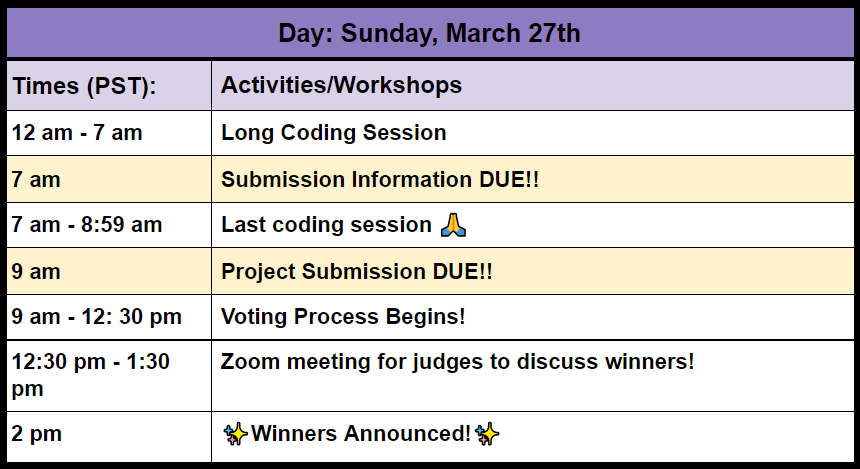 Day: Sunday, March 27th
Times (PST): Activities/Workshops
12 am - 7 am Long Coding Session
7 am Submission Information DUE!!
7 am - 8:59 am Last coding session 🙏
9 am Project Submission DUE!!
9 am - 12: 30 pm Voting Process Begins!
12:30 pm - 1:30 Zoom meeting for judges to discuss winners!
pm
2 pm ✨Winners Announced!✨